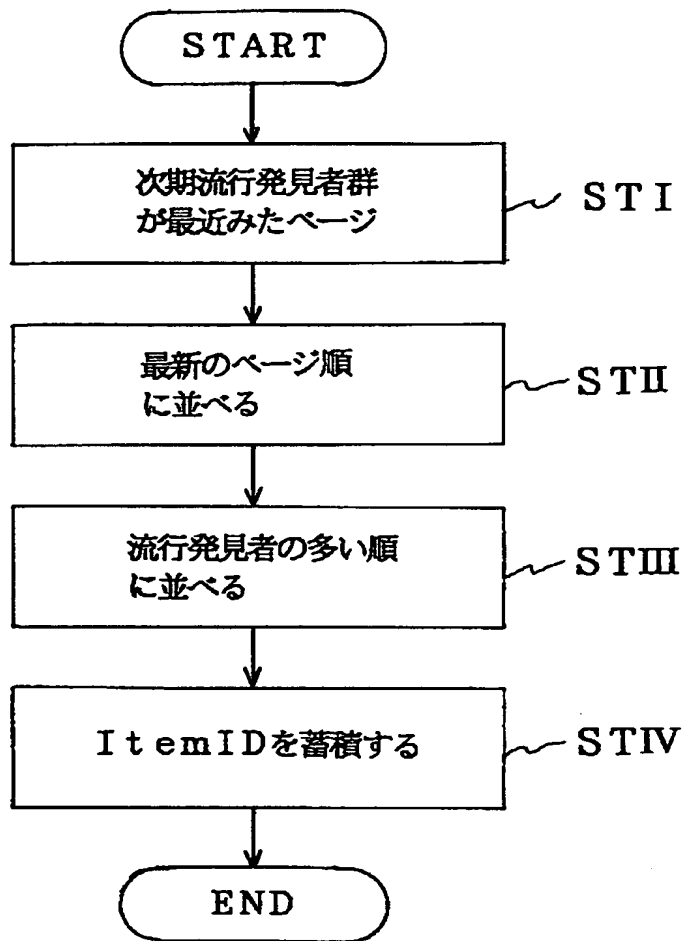 START
次期流行発見者群
が最近みたページ
STⅠ
最新のページ順
に並べる
STⅡ
流行発見者の多い順
に並べる
STⅢ
ItemIDを蓄積する
STⅣ
END